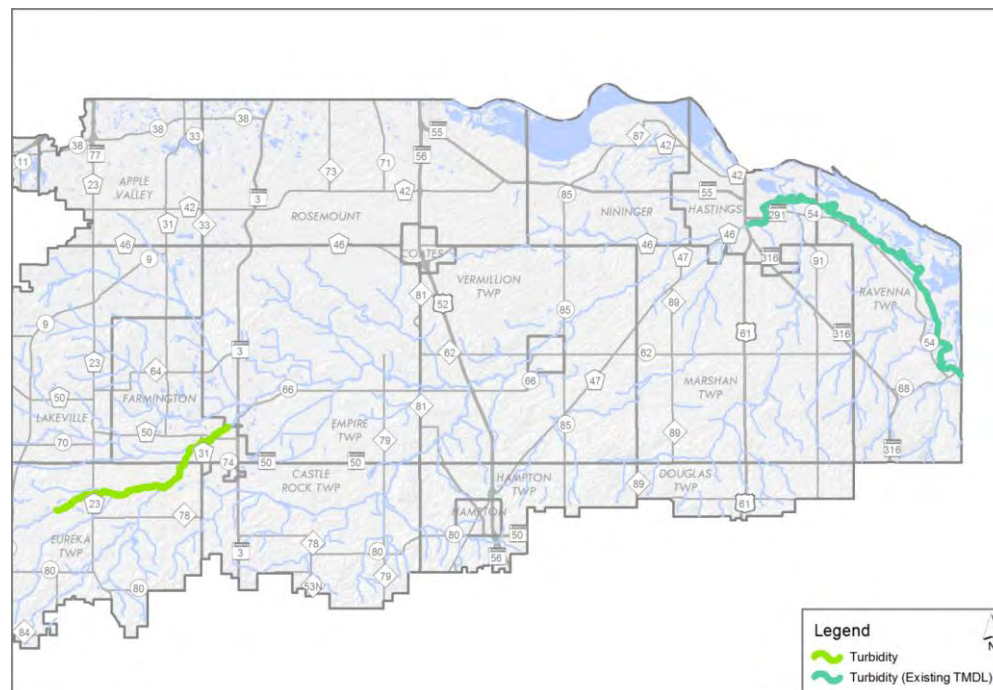 38
38
33
38
11
77
55
87
42
71
56
73
23
APPLE
VALLEY
42
3
42
85
55
42
ROSEMOUNT
NININGER
HASTINGS
291
54
31
33
46
46
46
46
9
COATES
47
316
91
VERMILLION
TWP
RAVENNA
TWP
81
52
89
85
9
61
316
54
23
3
62
62
64
50
FARMINGTON
66
66
47
MARSHAN
TWP
68
LAKEVILLE
81
50
EMPIRE
TWP
70
31
79
85
89
316
74
50
50
CASTLE
ROCK TWP
HAMPTON
TWP
DOUGLAS
TWP
89
23
78
61
HAMPTON
EUREKA
TWP
78
80
80
50
3
56
80
79
80
53N
84
Legend
Turbidity
Turbidity (Existing TMDL)
N